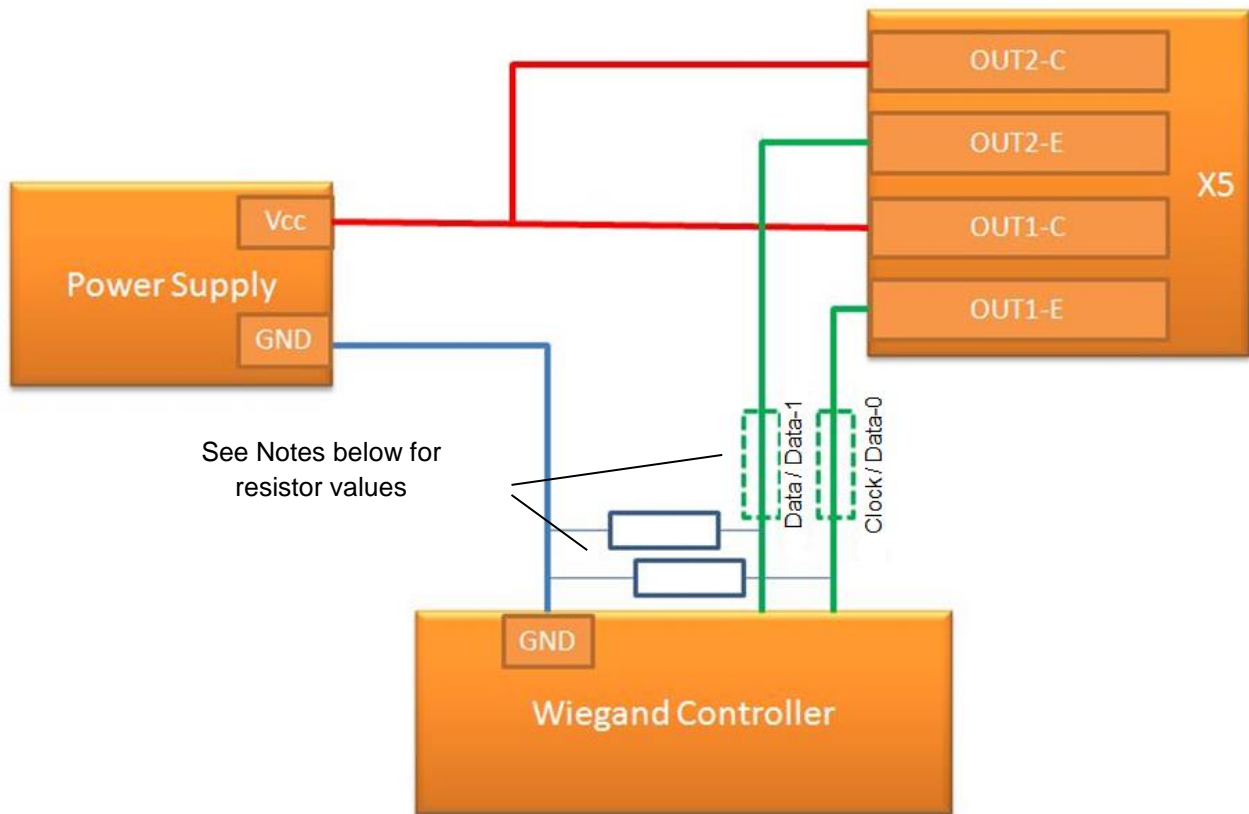 OUT2-C
OUT2-E
X5
Vcc
OUT1-C
Power Supply
OUT1-E
GND
See Notes below for
resistor values
Data / Data-1
Clock / Data-0
GND
Wiegand Controller